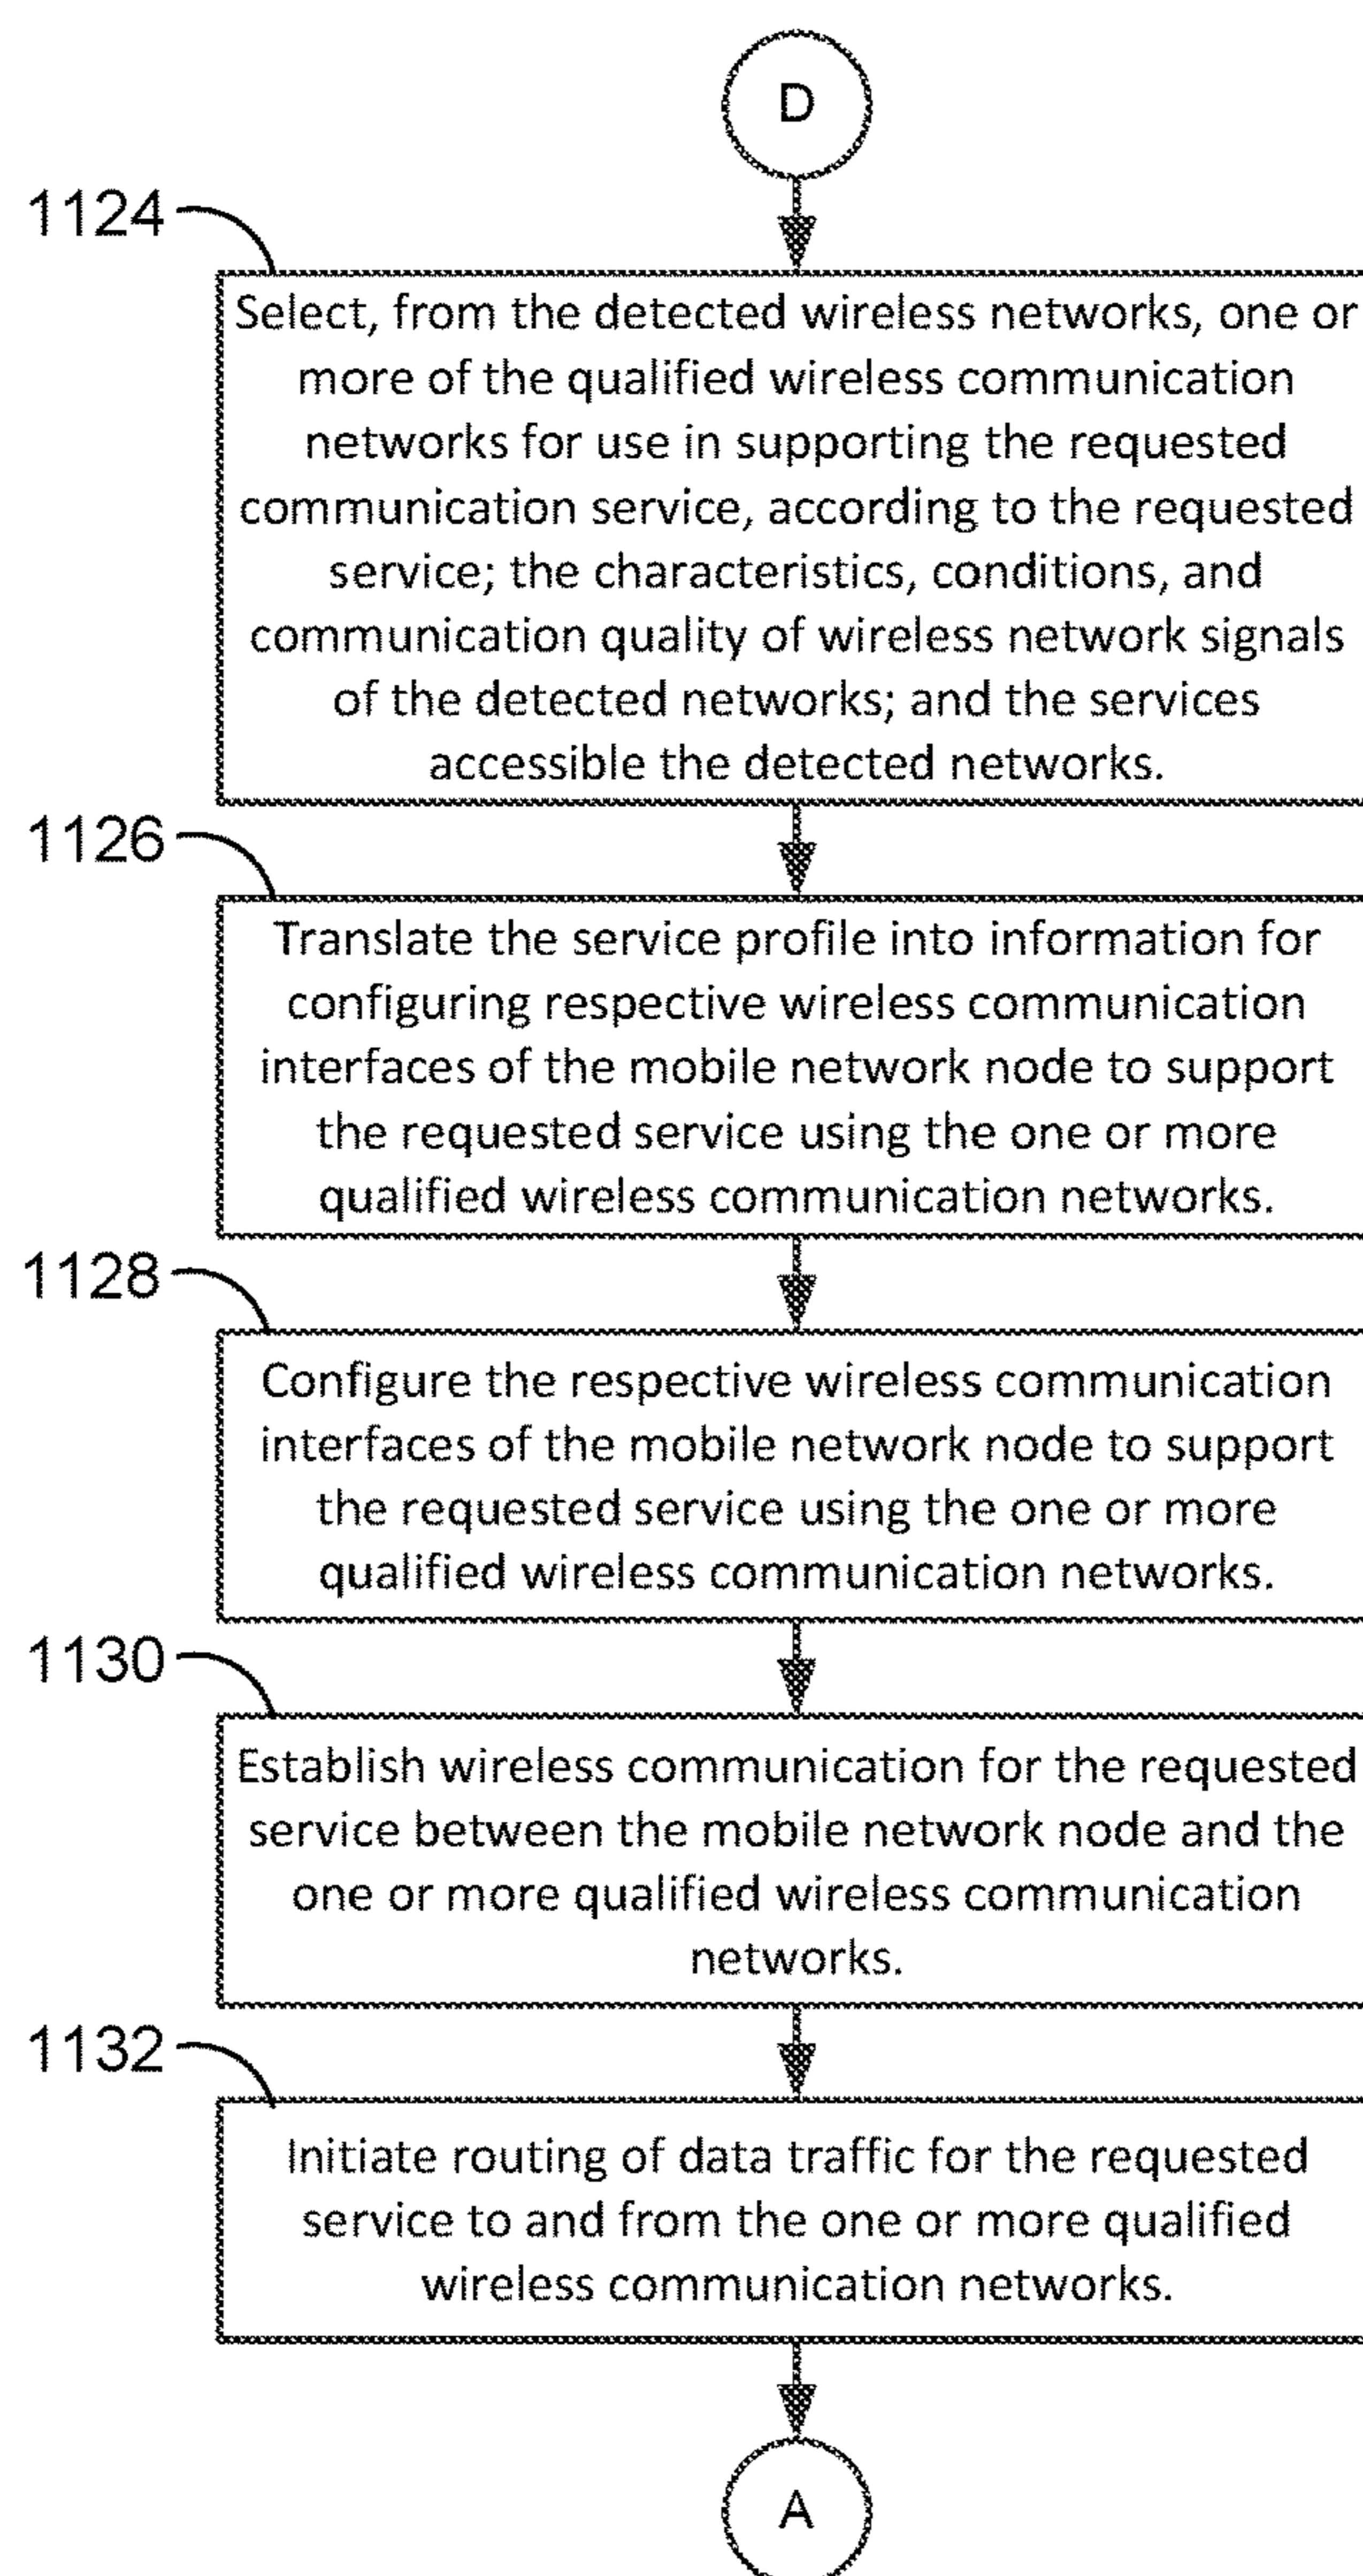 D
1124
Select, from the detected wireless networks, one or
more of the qualified wireless communication
networks for use in supporting the requested
communication service, according to the requested
service; the characteristics, conditions, and
communication quality of wireless network signals
of the detected networks; and the services
accessible the detected networks.
1126
Translate the service profile into information for
configuring respective wireless communication
interfaces of the mobile network node to support
the requested service using the one or more
qualified wireless communication networks.
1128
Configure the respective wireless communication
interfaces of the mobile network node to support
the requested service using the one or more
qualified wireless communication networks.
1130
Establish wireless communication for the requested
service between the mobile network node and the
one or more qualified wireless communication
networks.
1132
Initiate routing of data traffic for the requested
service to and from the one or more qualified
wireless communication networks.
A